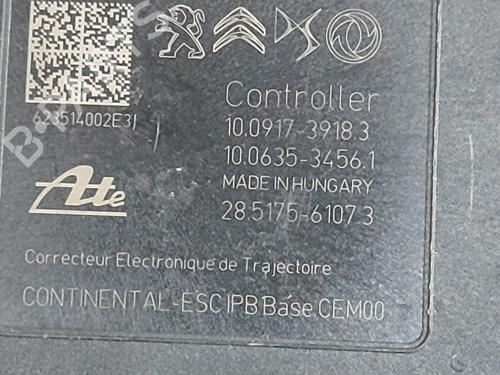 Controller
10.0917-3918.3
623514002E3|
10.0635-3456.1
MADE IN HUNGARY
Ate
28.5175-6107.3
Correcteur Electronique de Trajectoire
CONTINENTAL-ESC IPB Base.CEM00